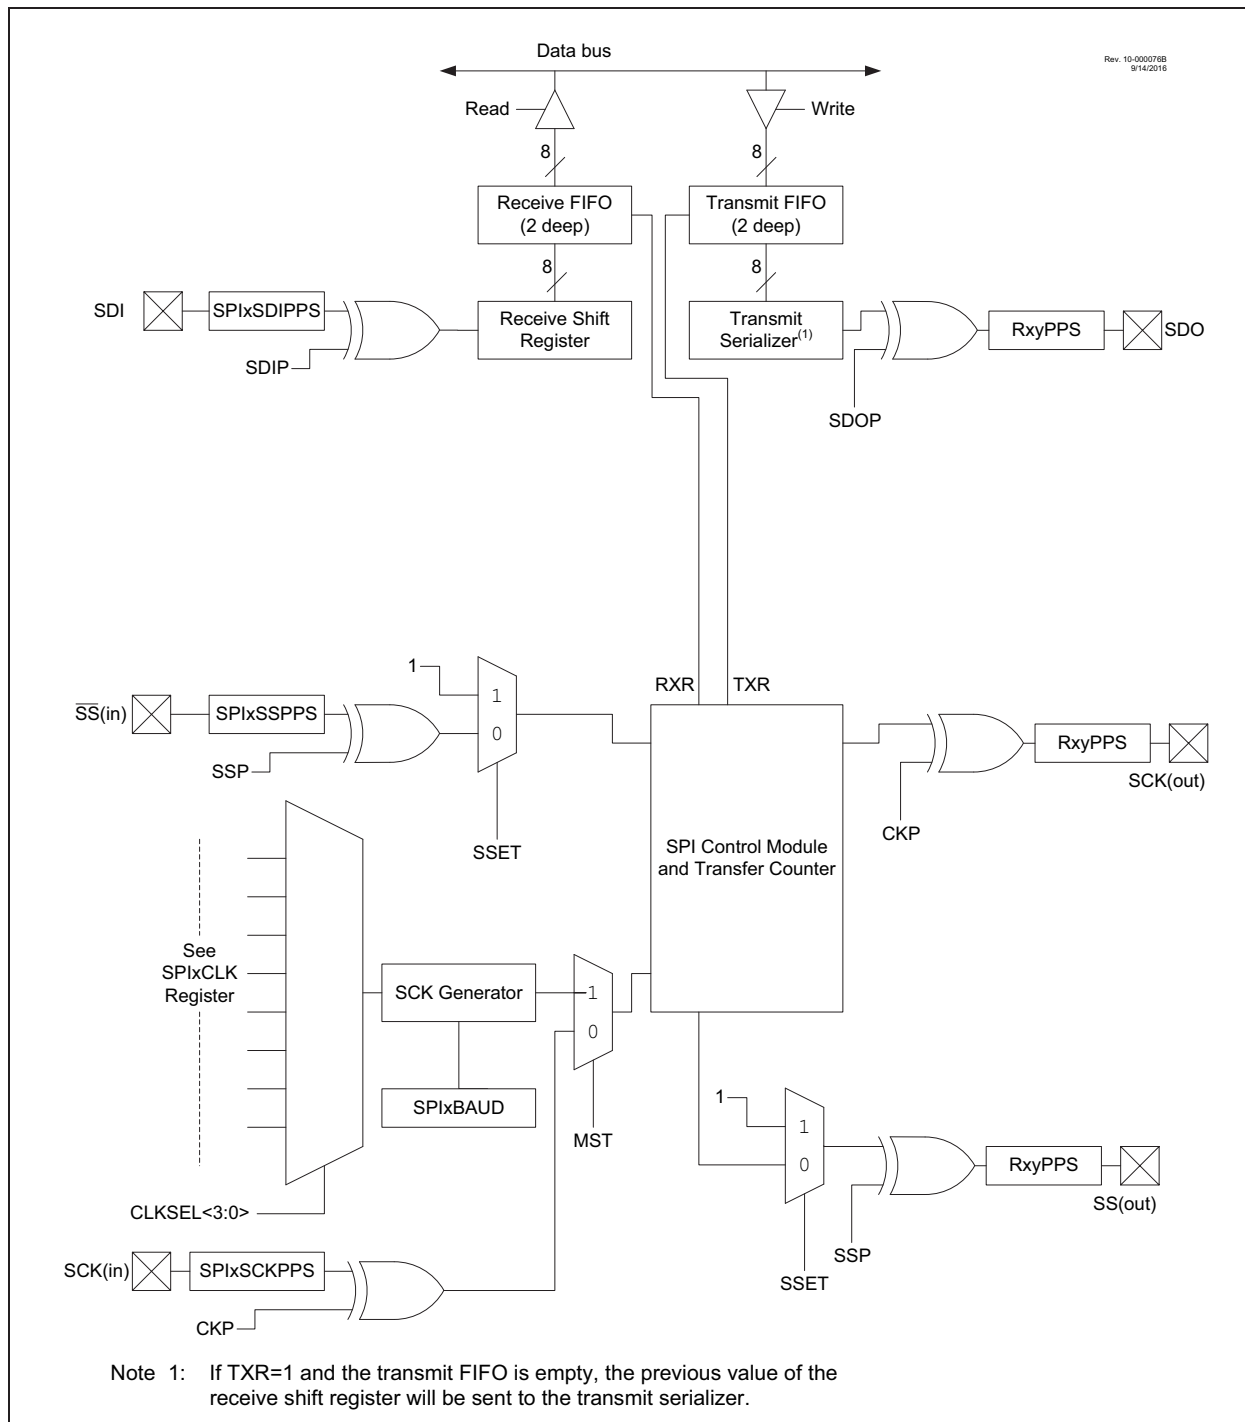 Data bus
Rev. 10-000076B
9/14/2016
Read
Write
8
8
Receive FIFO
(2 deep)
Transmit FIFO
(2 deep)
8
8
SDI
SPIxSDIPPS
SDIP
Receive Shift
Register
Transmit
Serializer(1)
SDOP
RxyPPS
SDO
RXR
TXR
1
SS(in)
SPIxSSPPS
SSP
1
0
SSET
SPI Control Module
and Transfer Counter
CKP
RxyPPS
SCK(out)
See
SPIxCLK
Register
SCK Generator
1
0
SPIxBAUD
MST
CLKSEL<3:0>
1
1
0
SSET
SSP
RxyPPS
SS(out)
SCK(in)
SPIxSCKPPS
CKP
Note 1: If TXR=1 and the transmit FIFO is empty, the previous value of the
receive shift register will be sent to the transmit serializer.